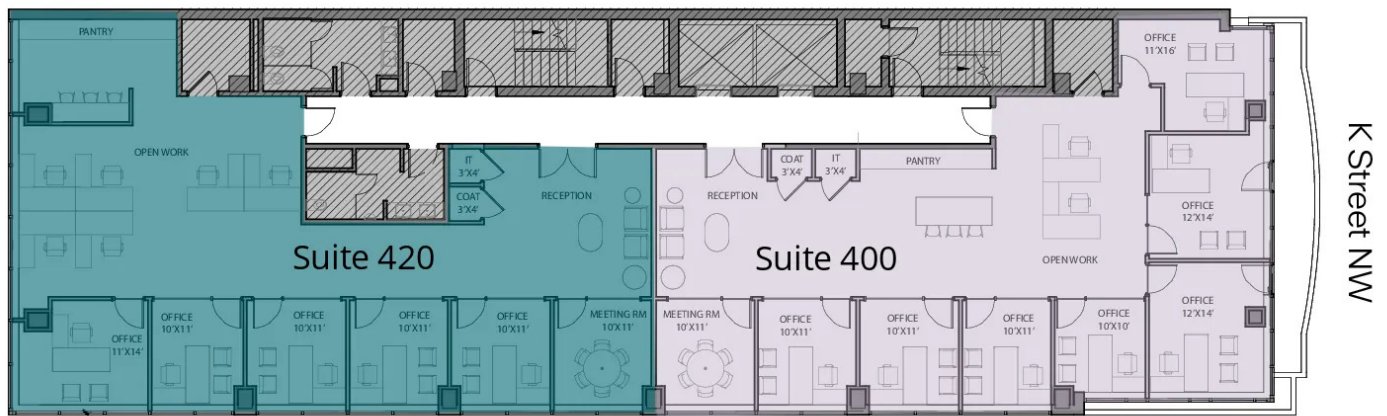 PANTRY
OPEN WORK
IT
3'X4'
COAT
3'X4'
RECEPTION
Suite 420
OFFICE
11'X14'
OFFICE
10'X11'
OFFICE
10'X11'
OFFICE
10'X11'
OFFICE
10'X11'
MEETING RM
10'X11'
RECEPTION
COAT
3'X4'
IT
3'X4'
PANTRY
Suite 400
OPEN WORK
OFFICE
11'X16'
OFFICE
12'X14'
OFFICE
12'X14'
MEETING RM
10'X11'
OFFICE
10'X11'
OFFICE
10'X11'
OFFICE
10'X11'
OFFICE
10'X10'
K Street NW